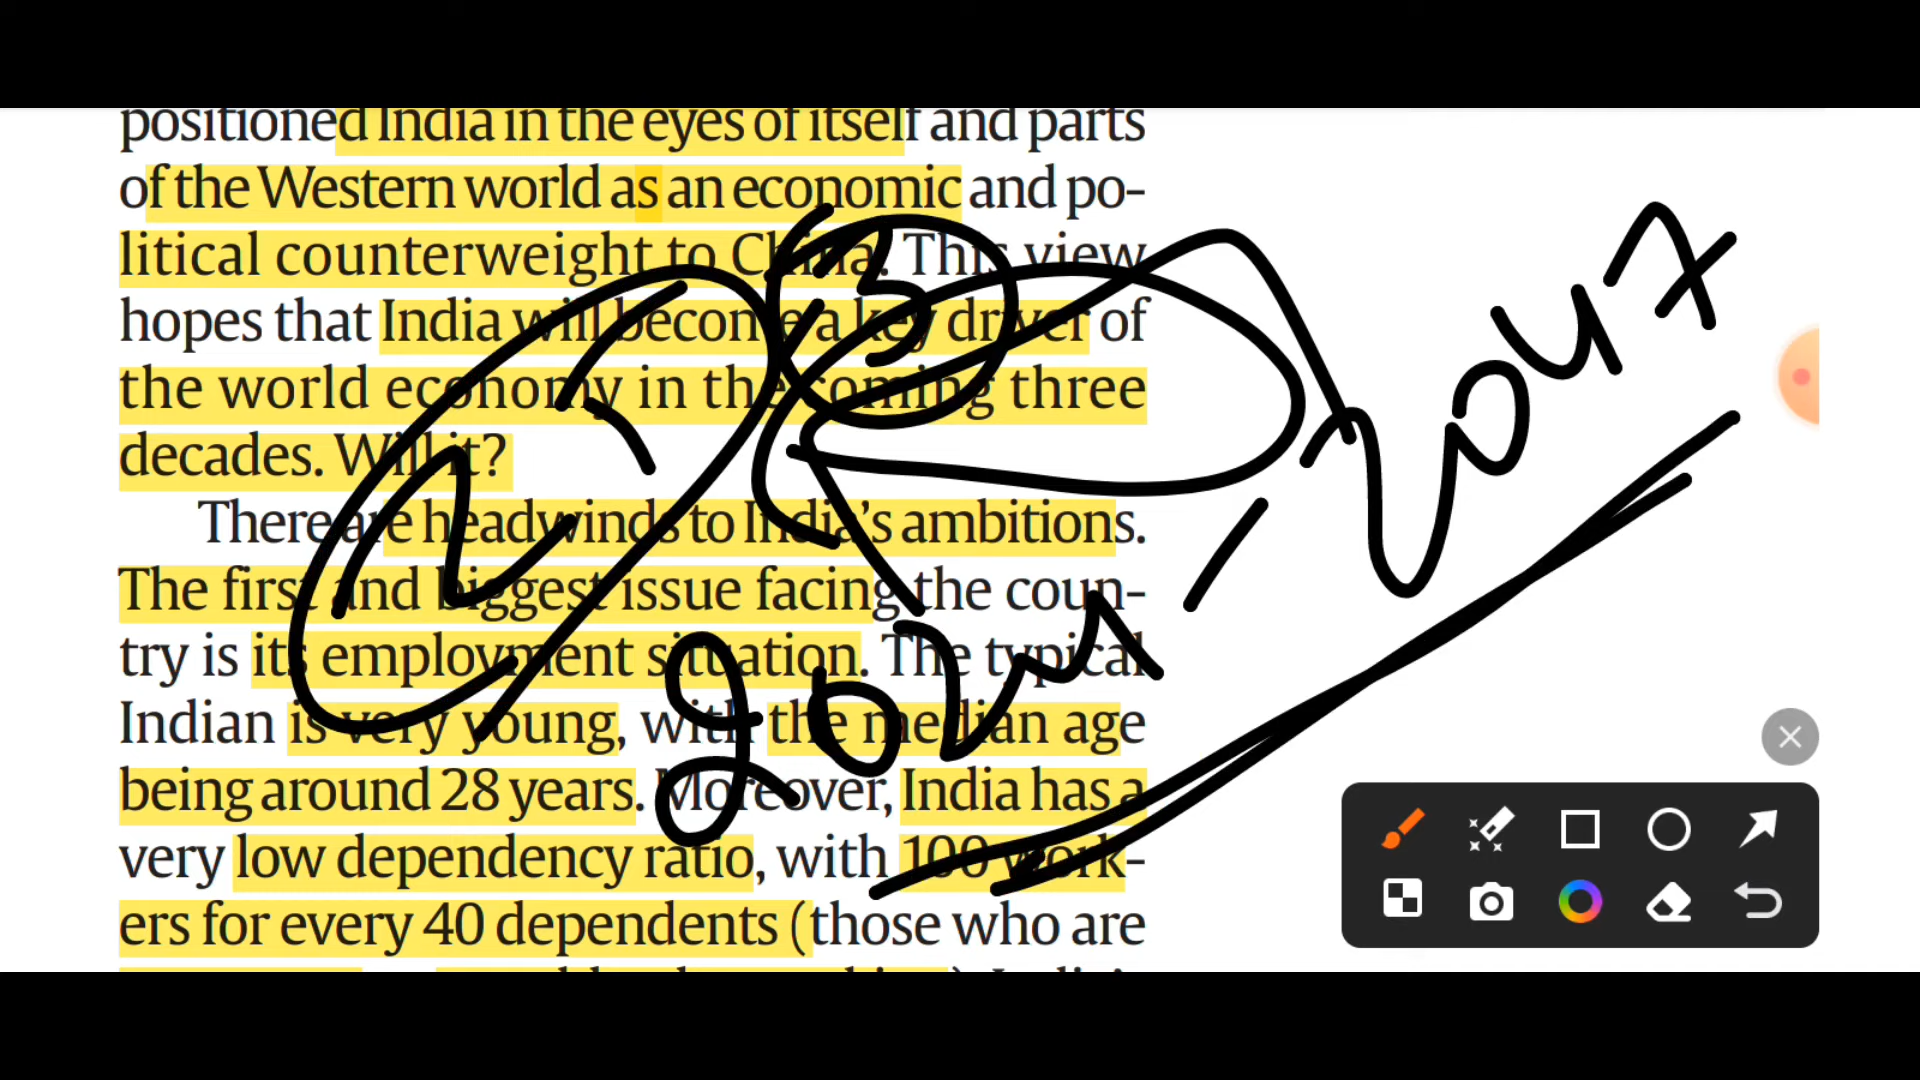 positioned India in the eyes of itself and parts
of the Western world as an economic and po-
litical counterweight to China. This view
hopes that India will become a key driver of
the world economy in the coming three
decades. Will it?
There are headwinds to India's ambitions.
The first and biggest issue facing the coun-
try is its employment situation. The typical
Indian is very young, with the median age
being around 28 years. Moreover, India has a
very low dependency ratio, with 100 work-
ers for every 40 dependents (those who are
3
2024 - 2047